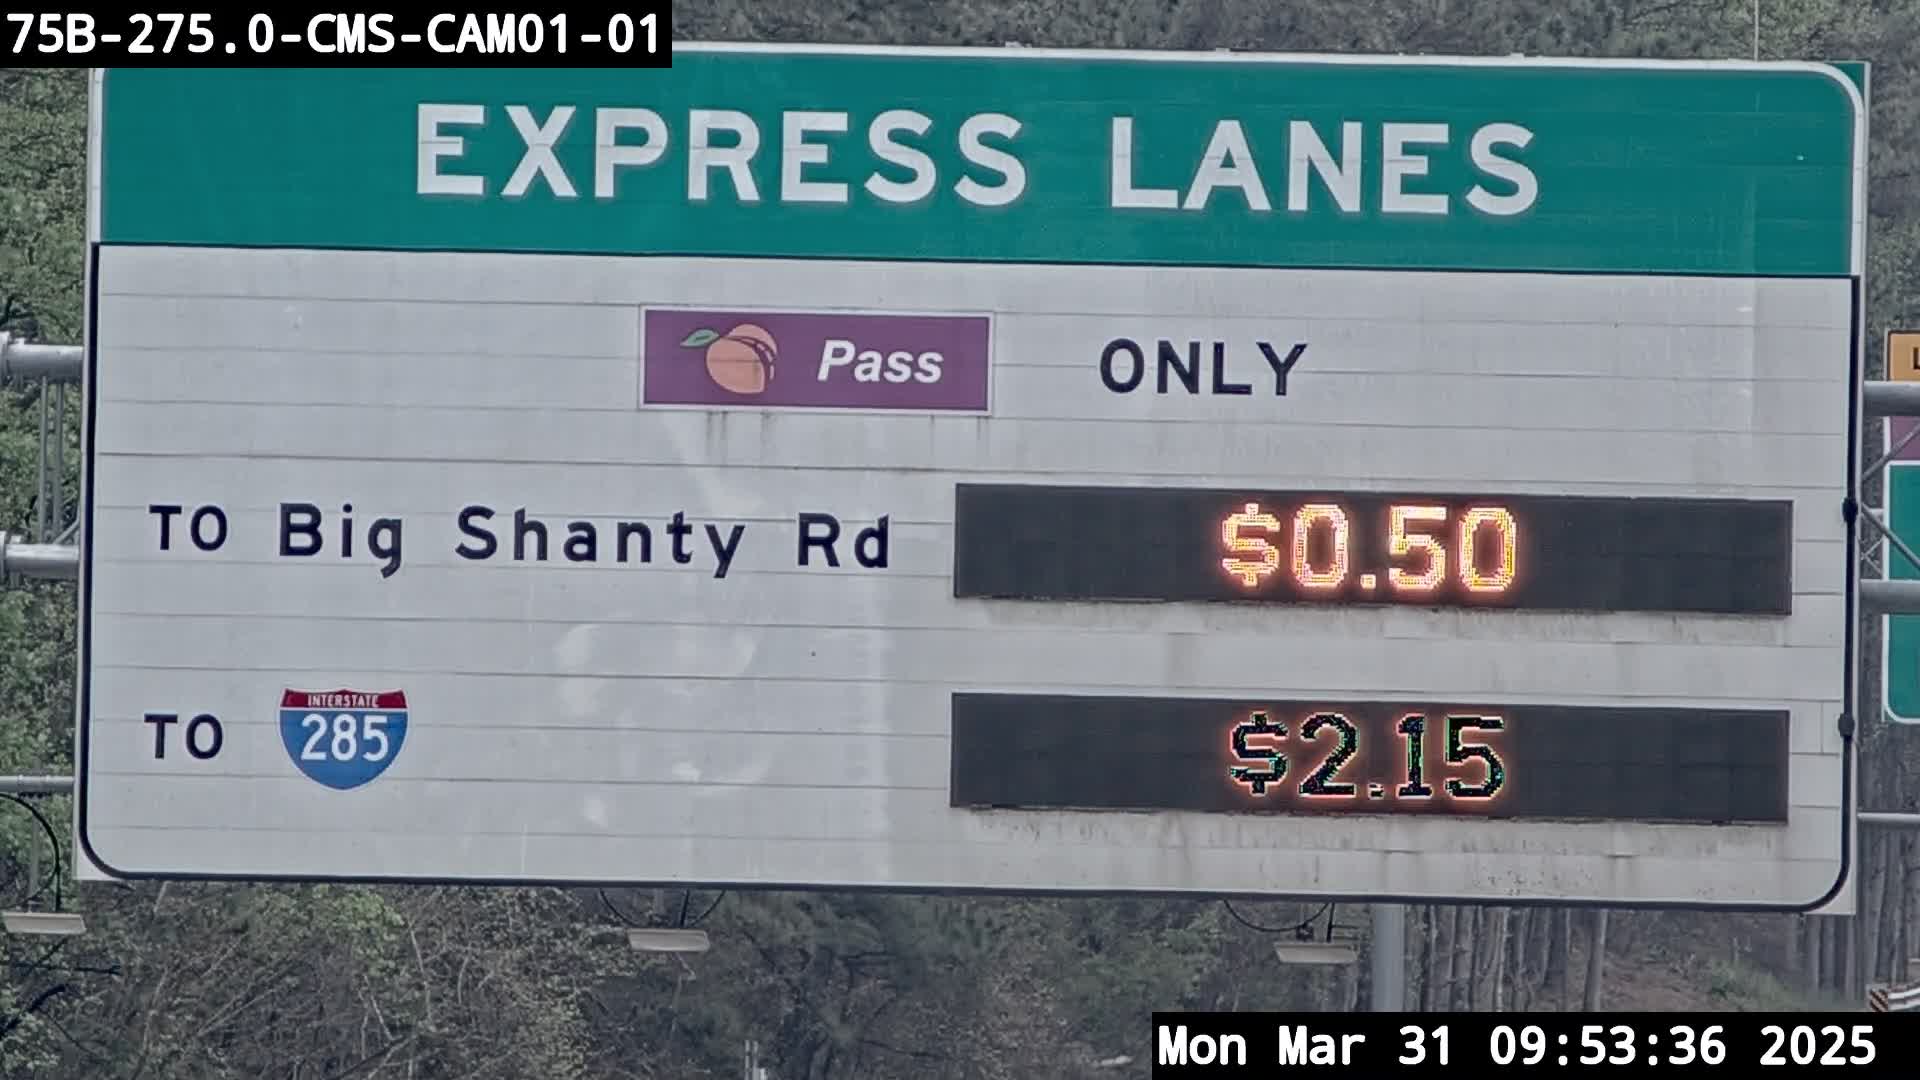 75B-275.0-CMS-CAM01-01
EXPRESS LANES
Pass ONLY
TO Big Shanty Rd $0.50
INTERSTATE
TO 285 $2.15
Mon Mar 31 09:53:36 2025